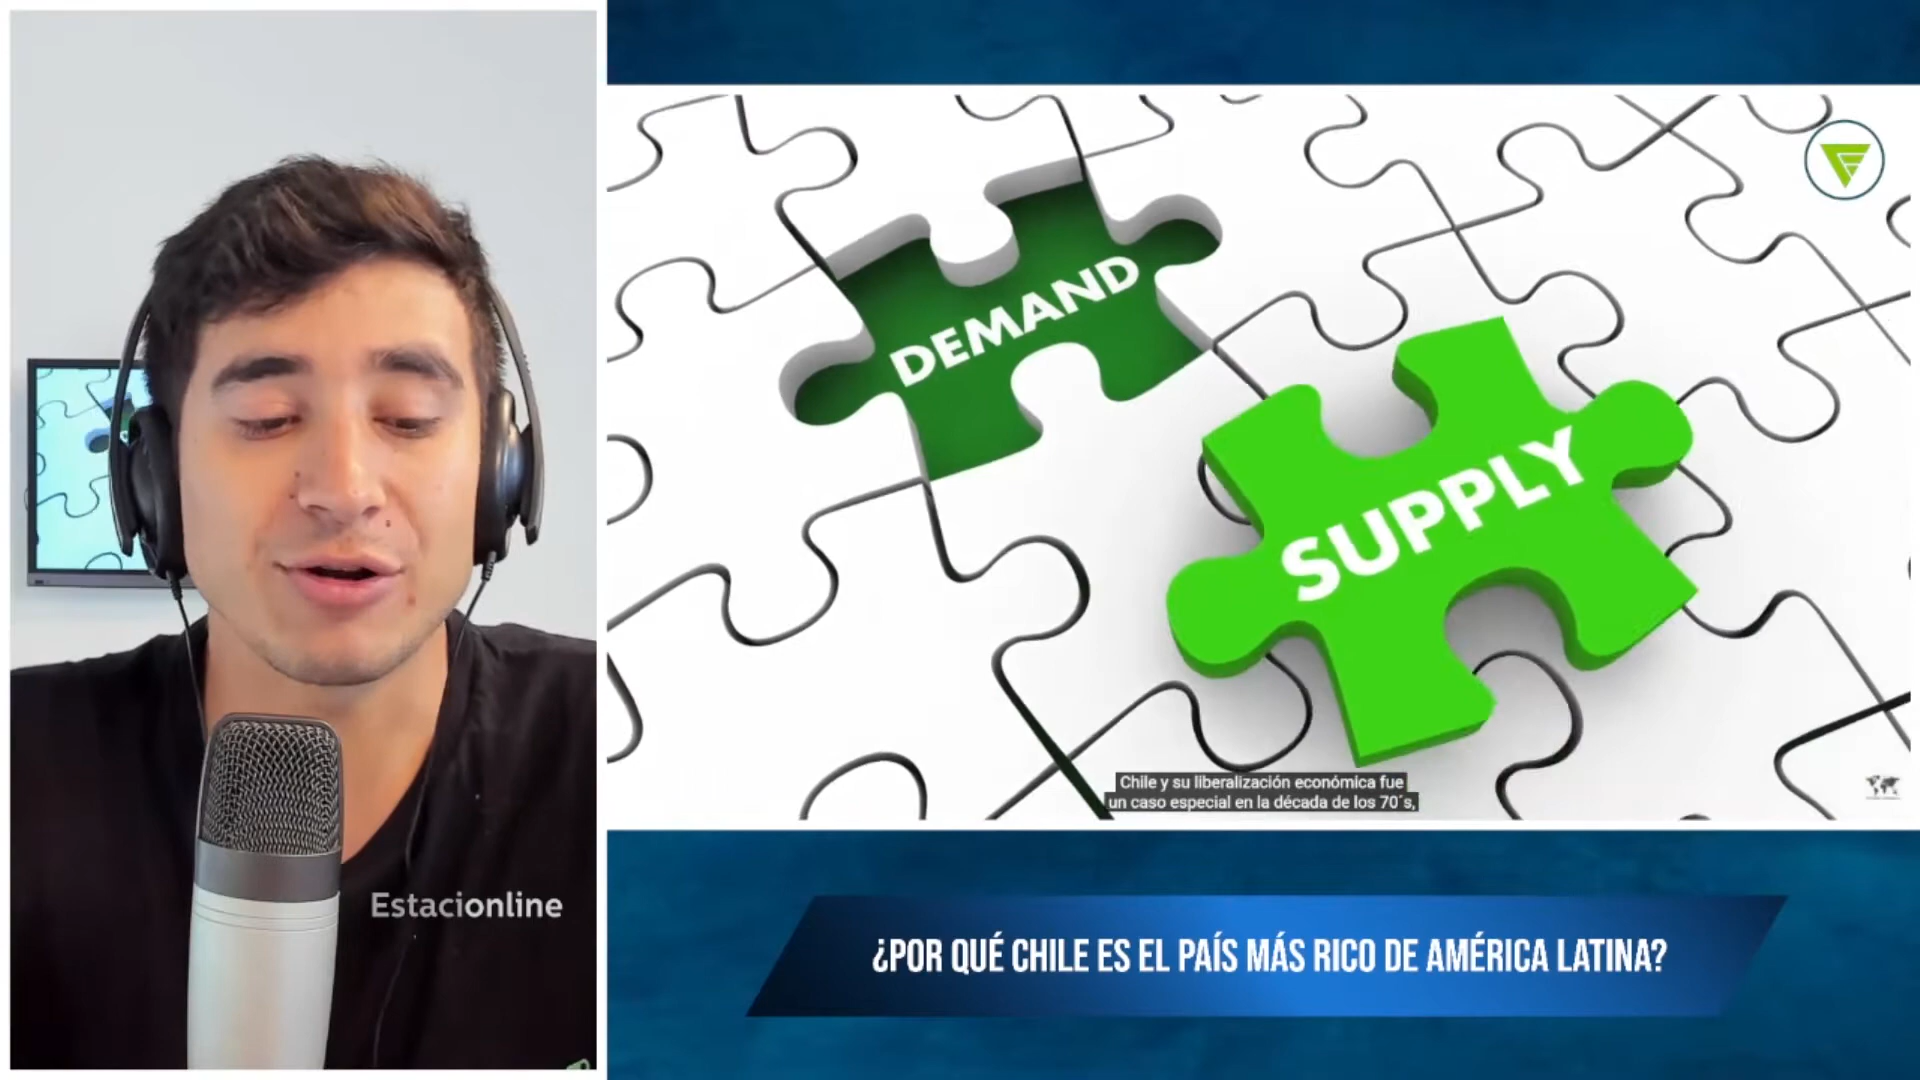 DEMAND
SUPPLY
Chile y su liberalización económica fue
un caso especial en la década de los 70´s,
Estacionline
¿POR QUÉ CHILE ES EL PAÍS MÁS RICO DE AMÉRICA LATINA?